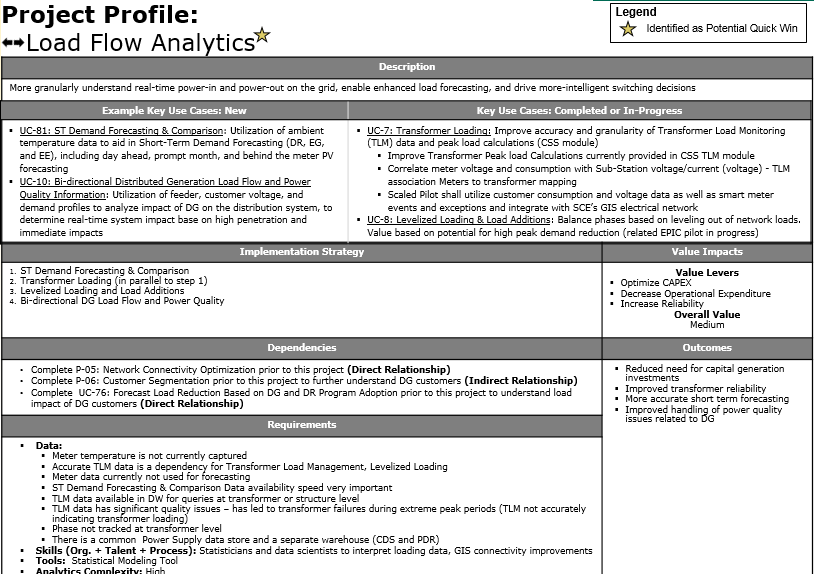 Project Profile:
Load Flow Analytics
Legend
Identified as Potential Quick Win
Description
More granularly understand real-time power-in and power-out on the grid, enable enhanced load forecasting, and drive more-intelligent switching decisions
Example Key Use Cases: New
UC-81: ST Demand Forecasting & Comparison: Utilization of ambient
temperature data to aid in Short-Term Demand Forecasting (DR, EG,
and EE), including day ahead, prompt month, and behind the meter PV
forecasting
UC-10: Bi-directional Distributed Generation Load Flow and Power
Quality Information: Utilization of feeder, customer voltage, and
demand profiles to analyze impact of DG on the distribution system, to
determine real-time system impact base on high penetration and
immediate impacts
Key Use Cases: Completed or In-Progress
UC-7: Transformer Loading: Improve accuracy and granularity of Transformer Load Monitoring
(TLM) data and peak load calculations (CSS module)
Improve Transformer Peak load Calculations currently provided in CSS TLM module
Correlate meter voltage and consumption with Sub-Station voltage/current (voltage) - TLM
association Meters to transformer mapping
Scaled Pilot shall utilize customer consumption and voltage data as well as smart meter
events and exceptions and integrate with SCE's GIS electrical network
UC-8: Levelized Loading & Load Additions: Balance phases based on leveling out of network loads.
Value based on potential for high peak demand reduction (related EPIC pilot in progress)
Implementation Strategy
1. ST Demand Forecasting & Comparison
2. Transformer Loading (in parallel to step 1)
3. Levelized Loading and Load Additions
4. Bi-directional DG Load Flow and Power Quality
Value Impacts
Value Levers
Optimize CAPEX
Decrease Operational Expenditure
Increase Reliability
Overall Value
Medium
Dependencies
Complete P-05: Network Connectivity Optimization prior to this project (Direct Relationship)
Complete P-06: Customer Segmentation prior to this project to further understand DG customers (Indirect Relationship)
Complete UC-76: Forecast Load Reduction Based on DG and DR Program Adoption prior to this project to understand load
impact of DG customers (Direct Relationship)
Outcomes
Reduced need for capital generation
investments
Improved transformer reliability
More accurate short term forecasting
Improved handling of power quality
issues related to DG
Requirements
Data:
Meter temperature is not currently captured
Accurate TLM data is a dependency for Transformer Load Management, Levelized Loading
Meter data currently not used for forecasting
ST Demand Forecasting & Comparison Data availability speed very important
TLM data available in DW for queries at transformer or structure level
TLM data has significant quality issues – has led to transformer failures during extreme peak periods (TLM not accurately
indicating transformer loading)
Phase not tracked at transformer level
There is a common Power Supply data store and a separate warehouse (CDS and PDR)
Skills (Org. + Talent + Process): Statisticians and data scientists to interpret loading data, GIS connectivity improvements
Tools: Statistical Modeling Tool
Analytics Complexity: High